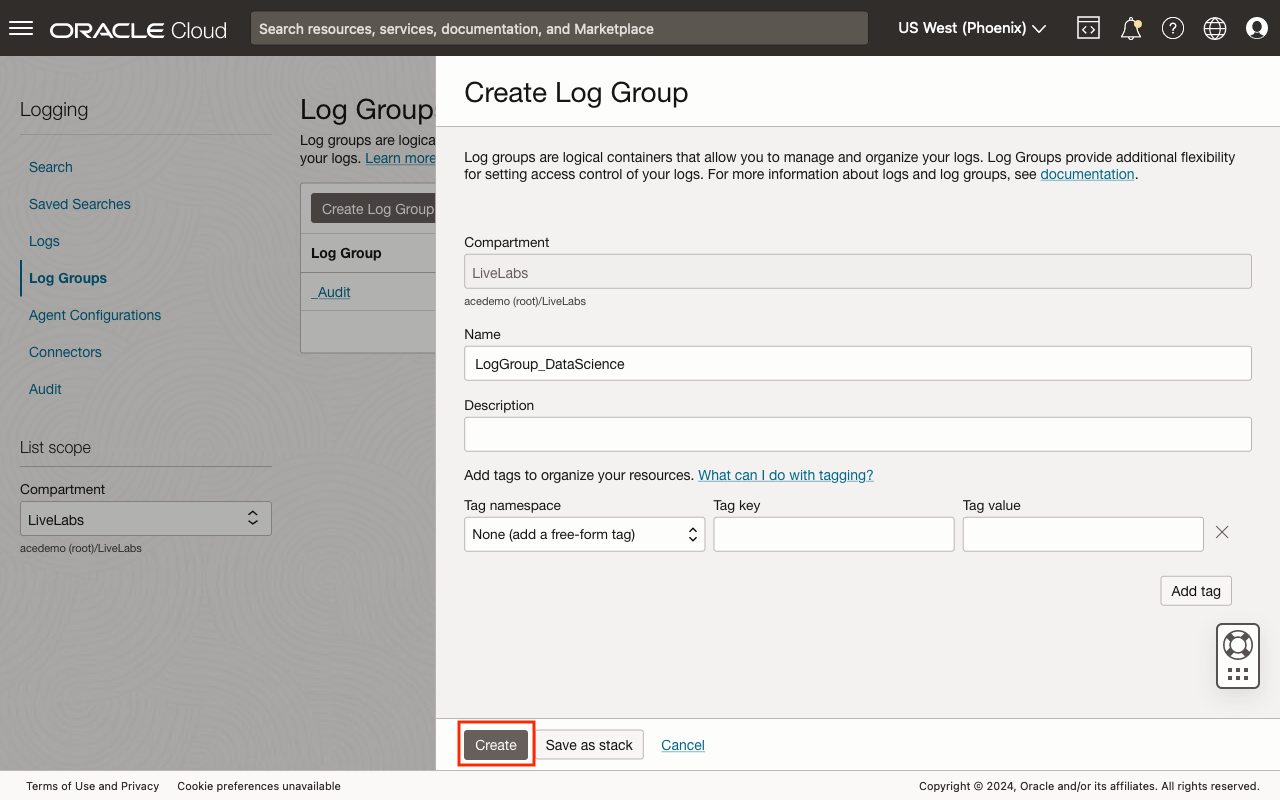 ORACLE Cloud
Search resources, services, documentation, and Marketplace
US West (Phoenix)
Logging
Search
Saved Searches
Logs
Log Groups
Agent Configurations
Connectors
Audit
List scope
Compartment
LiveLabs
acedemo (root)/LiveLabs
Log Group
Log groups are logica
your logs. Learn more
Create Log Group
Log Group
_Audit
Create Log Group
Log groups are logical containers that allow you to manage and organize your logs. Log Groups provide additional flexibility
for setting access control of your logs. For more information about logs and log groups, see documentation.
Compartment
LiveLabs
acedemo (root)/LiveLabs
Name
LogGroup_DataScience
Description
Add tags to organize your resources. What can I do with tagging?
Tag namespace
Tag key
Tag value
None (add a free-form tag)
Add tag
Create
Save as stack
Cancel
Terms of Use and Privacy
Cookie preferences unavailable
Copyright © 2024, Oracle and/or its affiliates. All rights reserved.